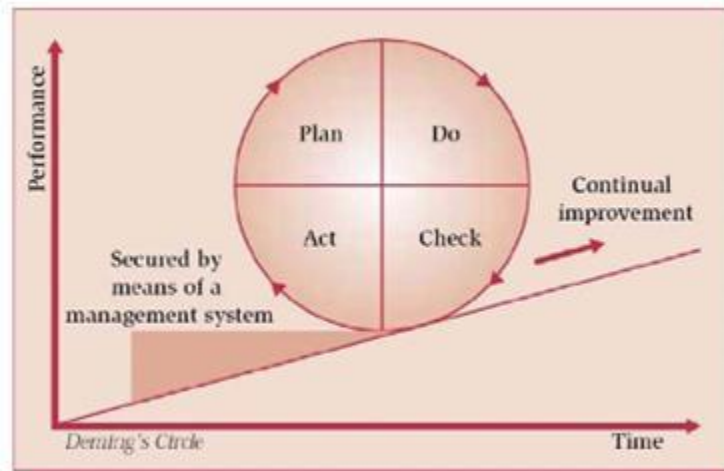 Performance
Plan
Do
Act
Check
Continual
improvement
Secured by
means of a
management system
Deming's Circle
Time